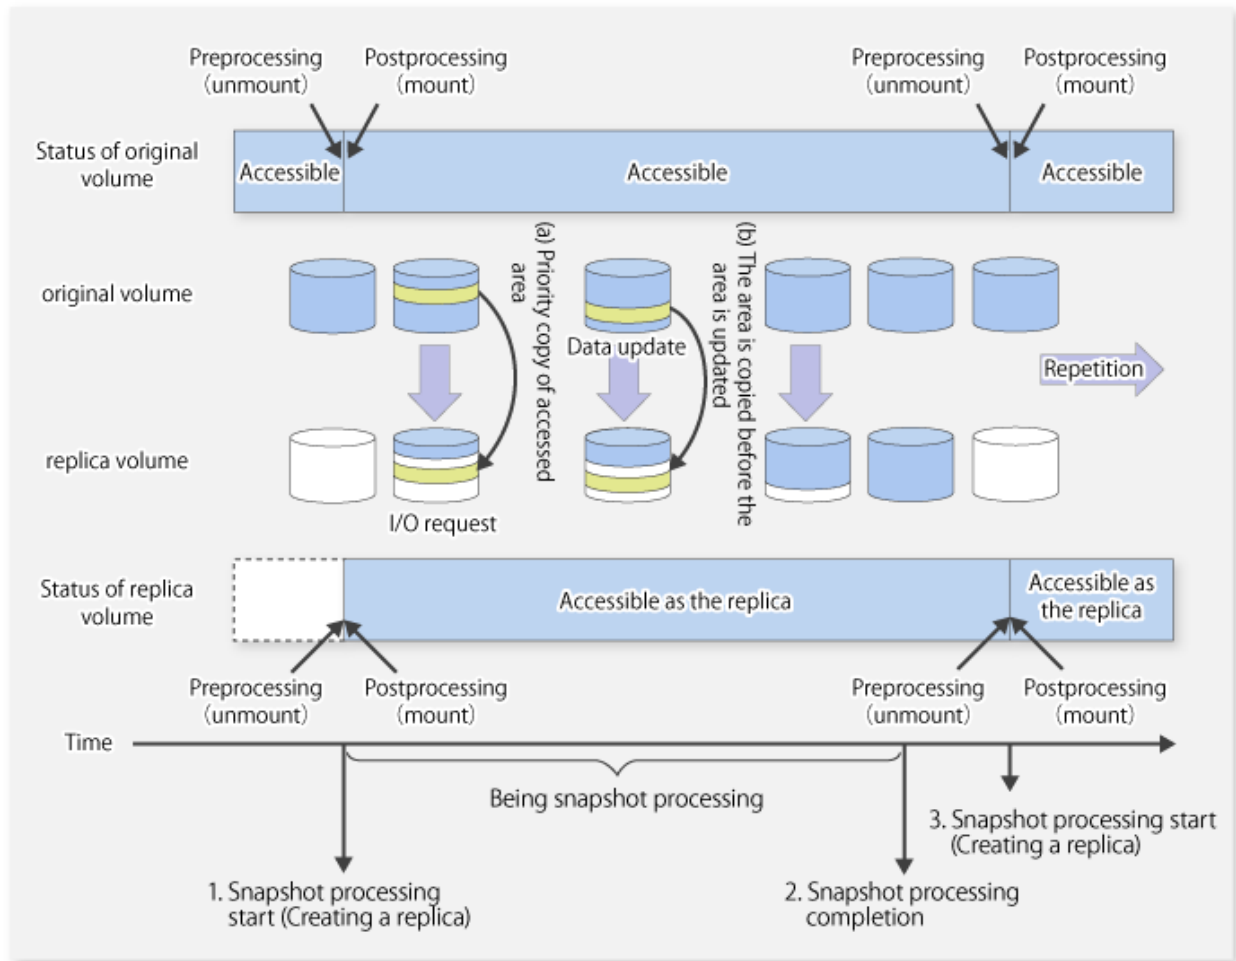 Preprocessing
(unmount)
Postprocessing
(mount)
Preprocessing
(unmount)
Postprocessing
(mount)
Status of original
volume
Accessible
Accessible
Accessible
original volume
(a) Priority copy of accessed
area
Data update
(b) The area is copied before the
area is updated
Repetition
replica volume
I/O request
Status of replica
volume
Accessible as the replica
Accessible as
the replica
Preprocessing
(unmount)
Postprocessing
(mount)
Preprocessing
(unmount)
Postprocessing
(mount)
Time
Being snapshot processing
3. Snapshot processing start
(Creating a replica)
1. Snapshot processing
start (Creating a replica)
2. Snapshot processing
completion